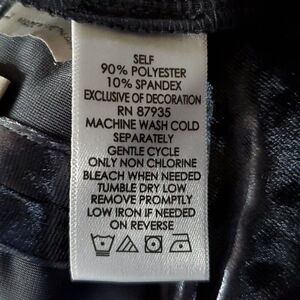 SELF
90% POLYESTER
10% SPANDEX
EXCLUSIVE OF DECORATION
RN 87935
MACHINE WASH COLD
SEPARATELY
GENTLE CYCLE
ONLY NON CHLORINE
BLEACH WHEN NEEDED
TUMBLE DRY LOW
REMOVE PROMPTLY
LOW IRON IF NEEDED
ON REVERSE